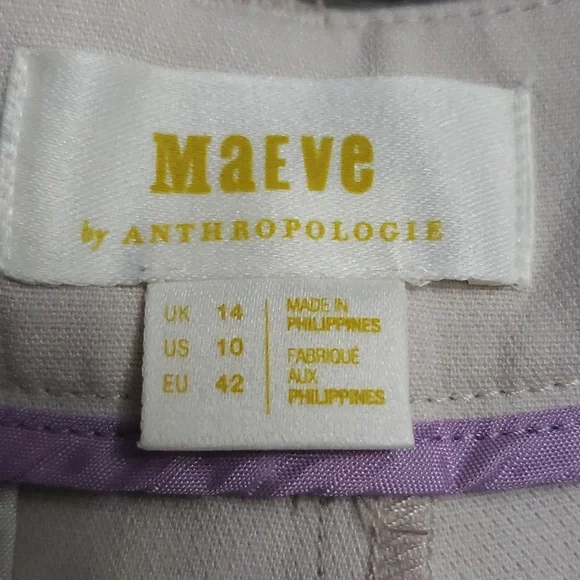 MaEve
by ANTHROPOLOGIE
UK 14
US 10
EU 42
MADE IN
PHILIPPINES
FABRIQUÉ
AUX
PHILIPPINES